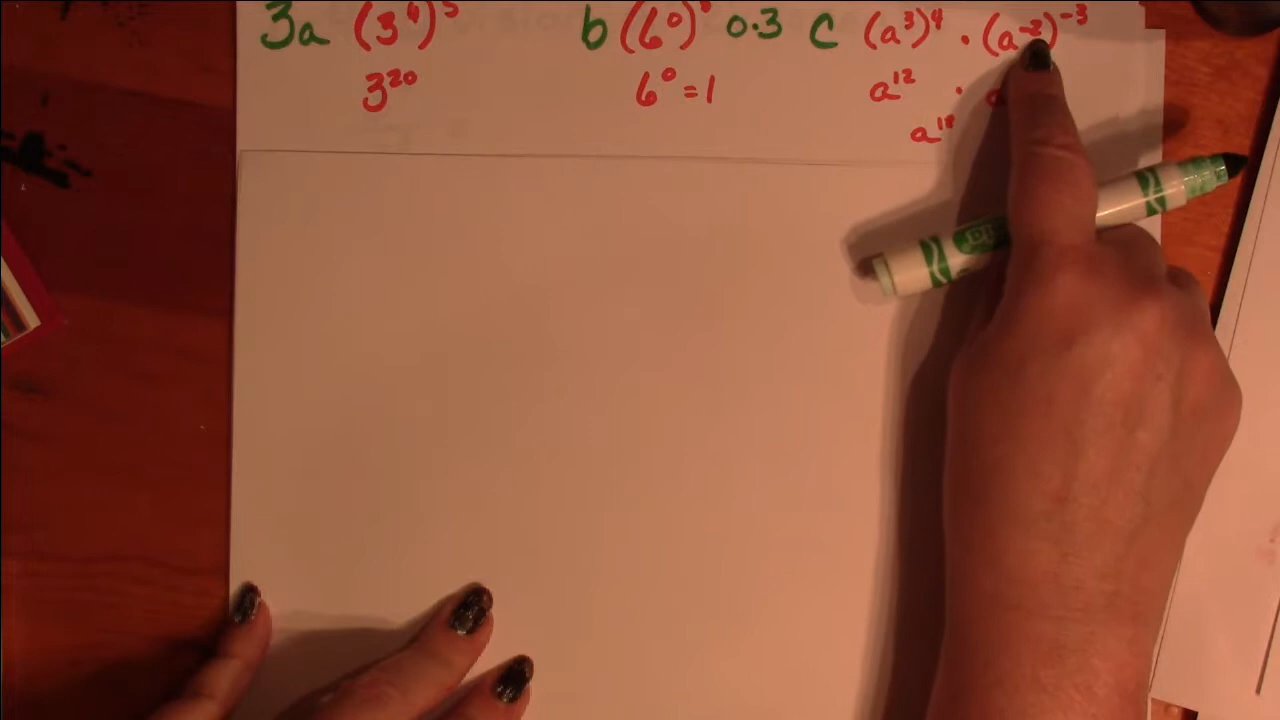 3a (3⁴)⁵ b (6⁰) 0·3 c (a³)⁴ · (a⁻²)⁻³
3²⁰ 6⁰ = 1 a¹² ·
a¹⁸